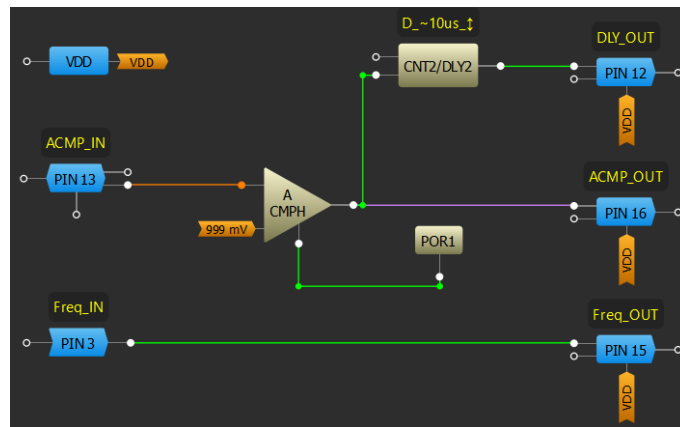 D_~10us_↕
DLY_OUT
VDD
VDD
CNT2/DLY2
PIN 12
VDD
ACMP_IN
PIN 13
A
CMPH
999 mV
ACMP_OUT
PIN 16
VDD
POR1
Freq_IN
PIN 3
Freq_OUT
PIN 15
VDD